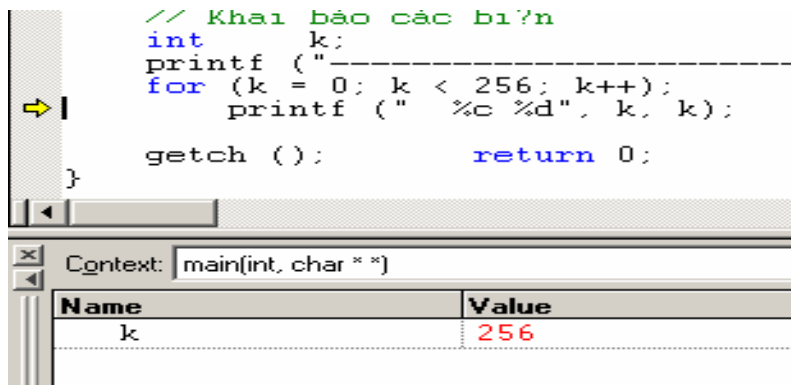 // Khai bảo các bi?n
int k;
printf ("--------------------------
for (k = 0; k < 256; k++);
printf (" %c %d", k, k);
getch (); return 0;
}
Context: main(int, char * *)
Name Value
k 256